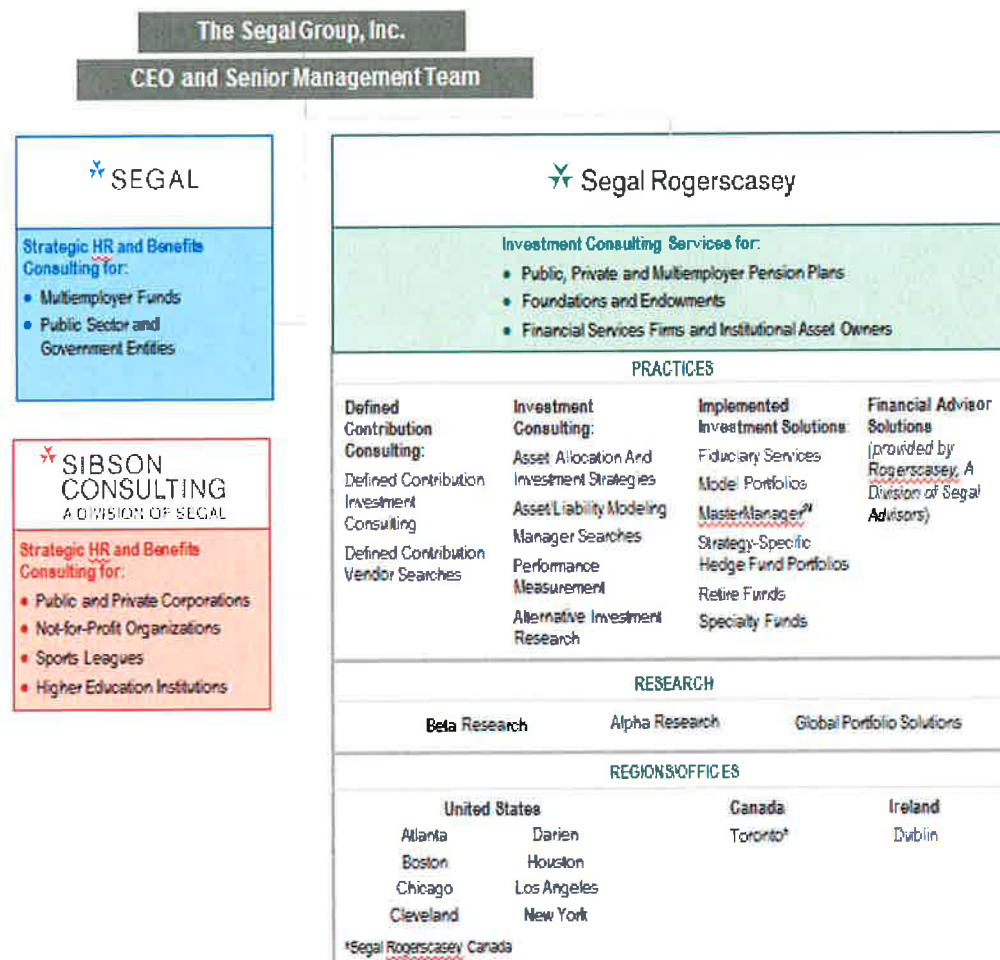 The Segal Group, Inc.
CEO and Senior Management Team
SEGAL
Strategic HR and Benefits
Consulting for:
• Multiemployer Funds
• Public Sector and
Government Entities
SIBSON
CONSULTING
A DIVISION OF SEGAL
Strategic HR and Benefits
Consulting for:
• Public and Private Corporations
• Not-for-Profit Organizations
• Sports Leagues
• Higher Education Institutions
Segal Rogerscasey
Investment Consulting Services for:
• Public, Private and Multiemployer Pension Plans
• Foundations and Endowments
• Financial Services Firms and Institutional Asset Owners
PRACTICES
Defined
Contribution
Consulting:
Defined Contribution
Investment
Consulting
Defined Contribution
Vendor Searches
Investment
Consulting:
Asset Allocation And
Investment Strategies
Asset/Liability Modeling
Manager Searches
Performance
Measurement
Alternative Investment
Research
Implemented
Investment Solutions:
Fiduciary Services
Model Portfolios
MasterManager
Strategy-Specific
Hedge Fund Portfolios
Retire Funds
Specialty Funds
Financial Advisor
Solutions
(provided by
Rogerscasey, A
Division of Segal
Advisors)
RESEARCH
Beta Research
Alpha Research
Global Portfolio Solutions
REGIONS/OFFICES
United States
Atlanta
Boston
Chicago
Cleveland
Darien
Houston
Los Angeles
New York
Canada
Toronto*
Ireland
Dublin
*Segal Rogerscasey Canada